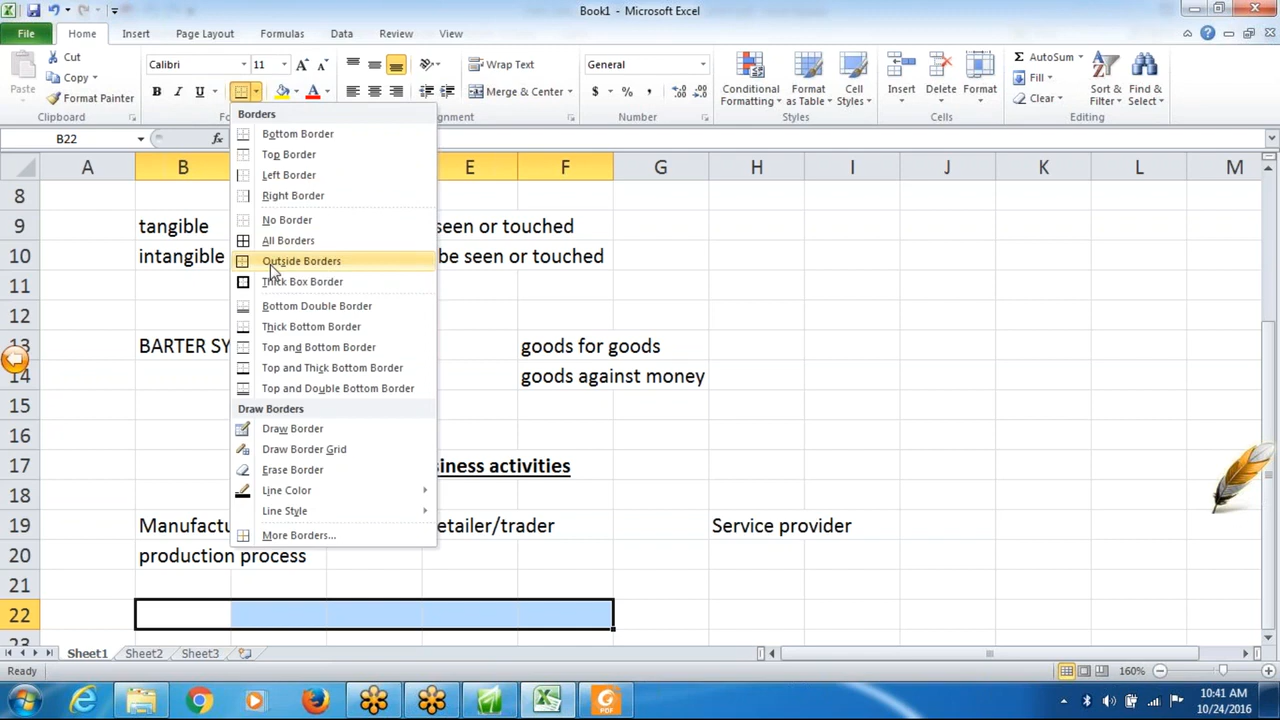 Book1 - Microsoft Excel
File Home Insert Page Layout Formulas Data Review View
Cut
Copy
Format Painter
Paste
Clipboard
Calibri 11
B I U
Wrap Text
Merge & Center
General
$ % ,
Number
Conditional Formatting
Format as Table
Cell Styles
Styles
Insert Delete Format
AutoSum
Fill
Clear
Sort & Filter
Find & Select
Editing
B22
fx
A B E F G H I J K L M
Borders
Bottom Border
Top Border
Left Border
Right Border
No Border
All Borders
Outside Borders
Thick Box Border
Bottom Double Border
Thick Bottom Border
Top and Bottom Border
Top and Thick Bottom Border
Top and Double Bottom Border
Draw Borders
Draw Border
Draw Border Grid
Erase Border
Line Color
Line Style
More Borders...
8
9 tangible seen or touched
10 intangible be seen or touched
11
12
13 BARTER SY goods for goods
14 goods against money
15
16
17 siness activities
18
19 Manufactu etailer/trader Service provider
20 production process
21
22
23
Sheet1 Sheet2 Sheet3
Ready
160%
PDF
10:41 AM
10/24/2016